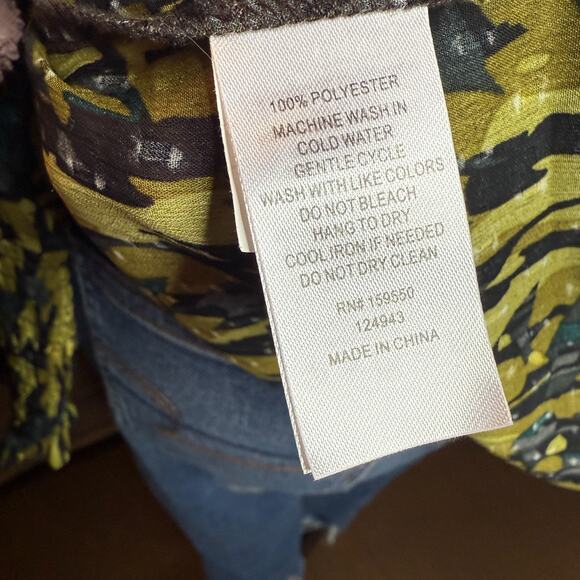 100% POLYESTER
MACHINE WASH IN
COLD WATER
GENTLE CYCLE
WASH WITH LIKE COLORS
DO NOT BLEACH
HANG TO DRY
COOL IRON IF NEEDED
DO NOT DRY CLEAN
RN# 159550
124943
MADE IN CHINA